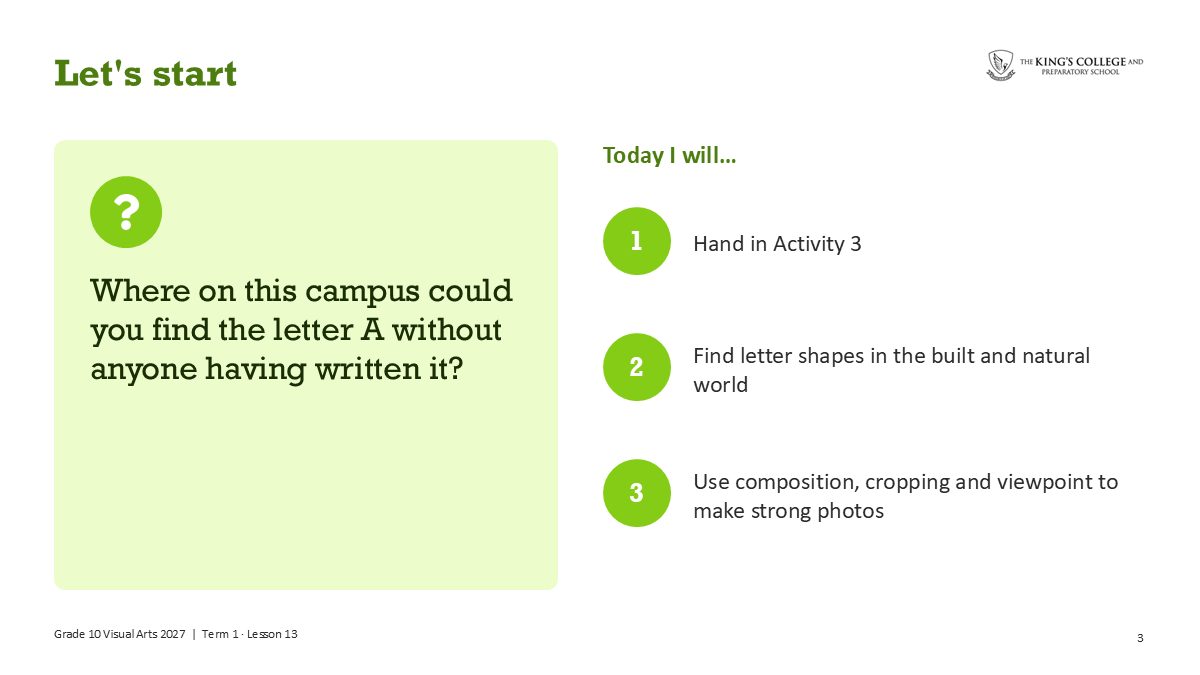 Let's start
THE KING'S COLLEGE AND
PREPARATORY SCHOOL
?
Where on this campus could
you find the letter A without
anyone having written it?
Today I will...
1
Hand in Activity 3
2
Find letter shapes in the built and natural
world
3
Use composition, cropping and viewpoint to
make strong photos
Grade 10 Visual Arts 2027 | Term 1 · Lesson 13
3